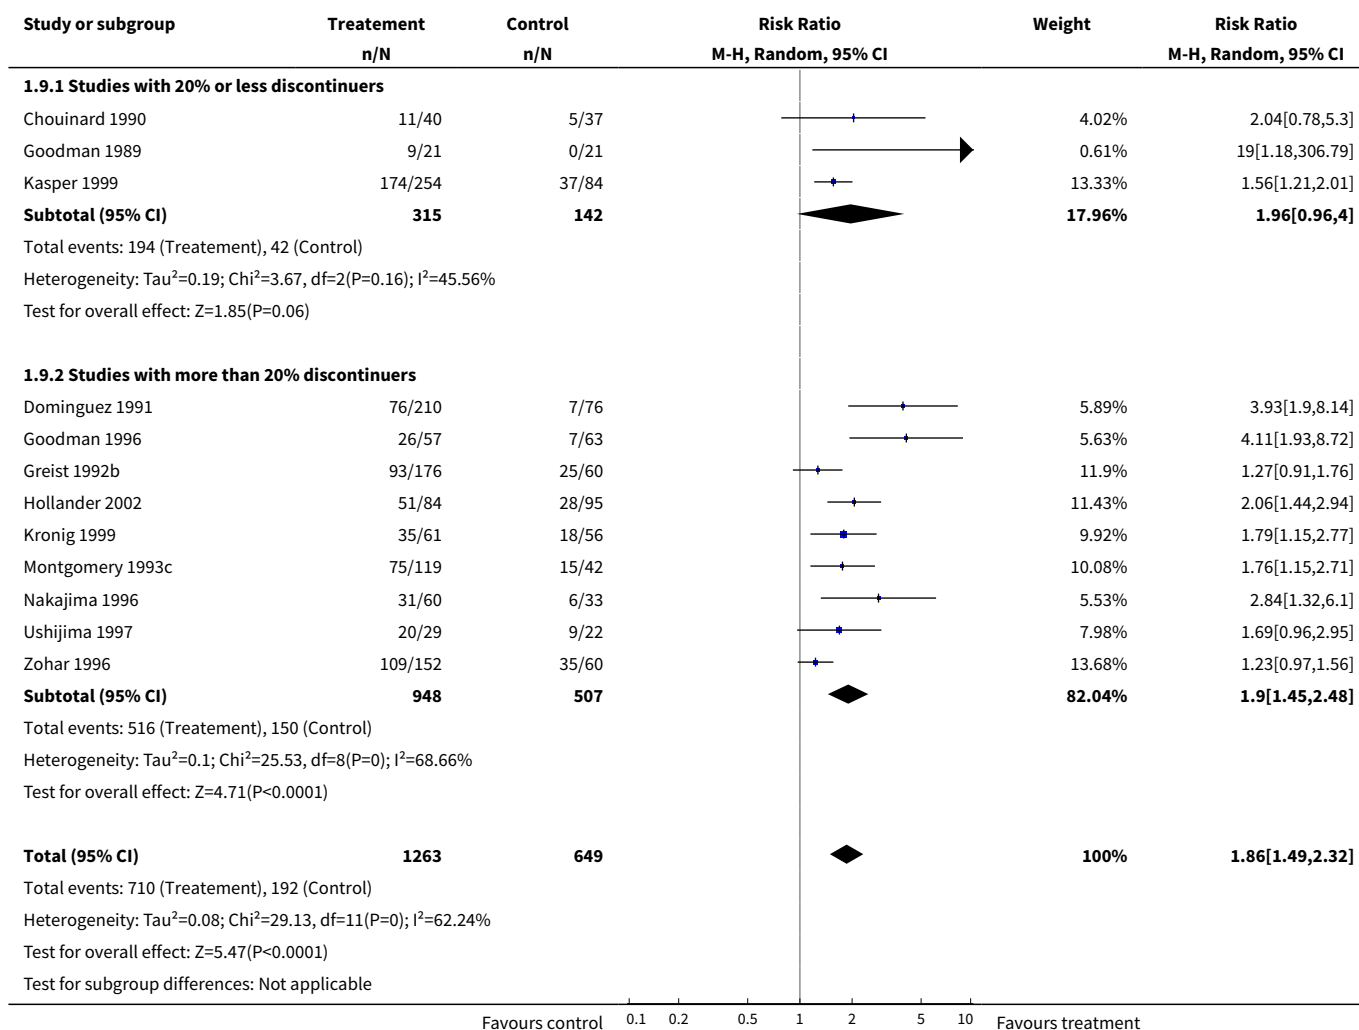 Study or subgroup Treatement Control Risk Ratio Weight Risk Ratio
n/N n/N M-H, Random, 95% CI M-H, Random, 95% CI
1.9.1 Studies with 20% or less discontinuers
Chouinard 1990 11/40 5/37 4.02% 2.04[0.78,5.3]
Goodman 1989 9/21 0/21 0.61% 19[1.18,306.79]
Kasper 1999 174/254 37/84 13.33% 1.56[1.21,2.01]
Subtotal (95% CI) 315 142 17.96% 1.96[0.96,4]
Total events: 194 (Treatement), 42 (Control)
Heterogeneity: Tau²=0.19; Chi²=3.67, df=2(P=0.16); I²=45.56%
Test for overall effect: Z=1.85(P=0.06)
1.9.2 Studies with more than 20% discontinuers
Dominguez 1991 76/210 7/76 5.89% 3.93[1.9,8.14]
Goodman 1996 26/57 7/63 5.63% 4.11[1.93,8.72]
Greist 1992b 93/176 25/60 11.9% 1.27[0.91,1.76]
Hollander 2002 51/84 28/95 11.43% 2.06[1.44,2.94]
Kronig 1999 35/61 18/56 9.92% 1.79[1.15,2.77]
Montgomery 1993c 75/119 15/42 10.08% 1.76[1.15,2.71]
Nakajima 1996 31/60 6/33 5.53% 2.84[1.32,6.1]
Ushijima 1997 20/29 9/22 7.98% 1.69[0.96,2.95]
Zohar 1996 109/152 35/60 13.68% 1.23[0.97,1.56]
Subtotal (95% CI) 948 507 82.04% 1.9[1.45,2.48]
Total events: 516 (Treatement), 150 (Control)
Heterogeneity: Tau²=0.1; Chi²=25.53, df=8(P=0); I²=68.66%
Test for overall effect: Z=4.71(P<0.0001)
Total (95% CI) 1263 649 100% 1.86[1.49,2.32]
Total events: 710 (Treatement), 192 (Control)
Heterogeneity: Tau²=0.08; Chi²=29.13, df=11(P=0); I²=62.24%
Test for overall effect: Z=5.47(P<0.0001)
Test for subgroup differences: Not applicable
Favours control 0.1 0.2 0.5 1 2 5 10 Favours treatment